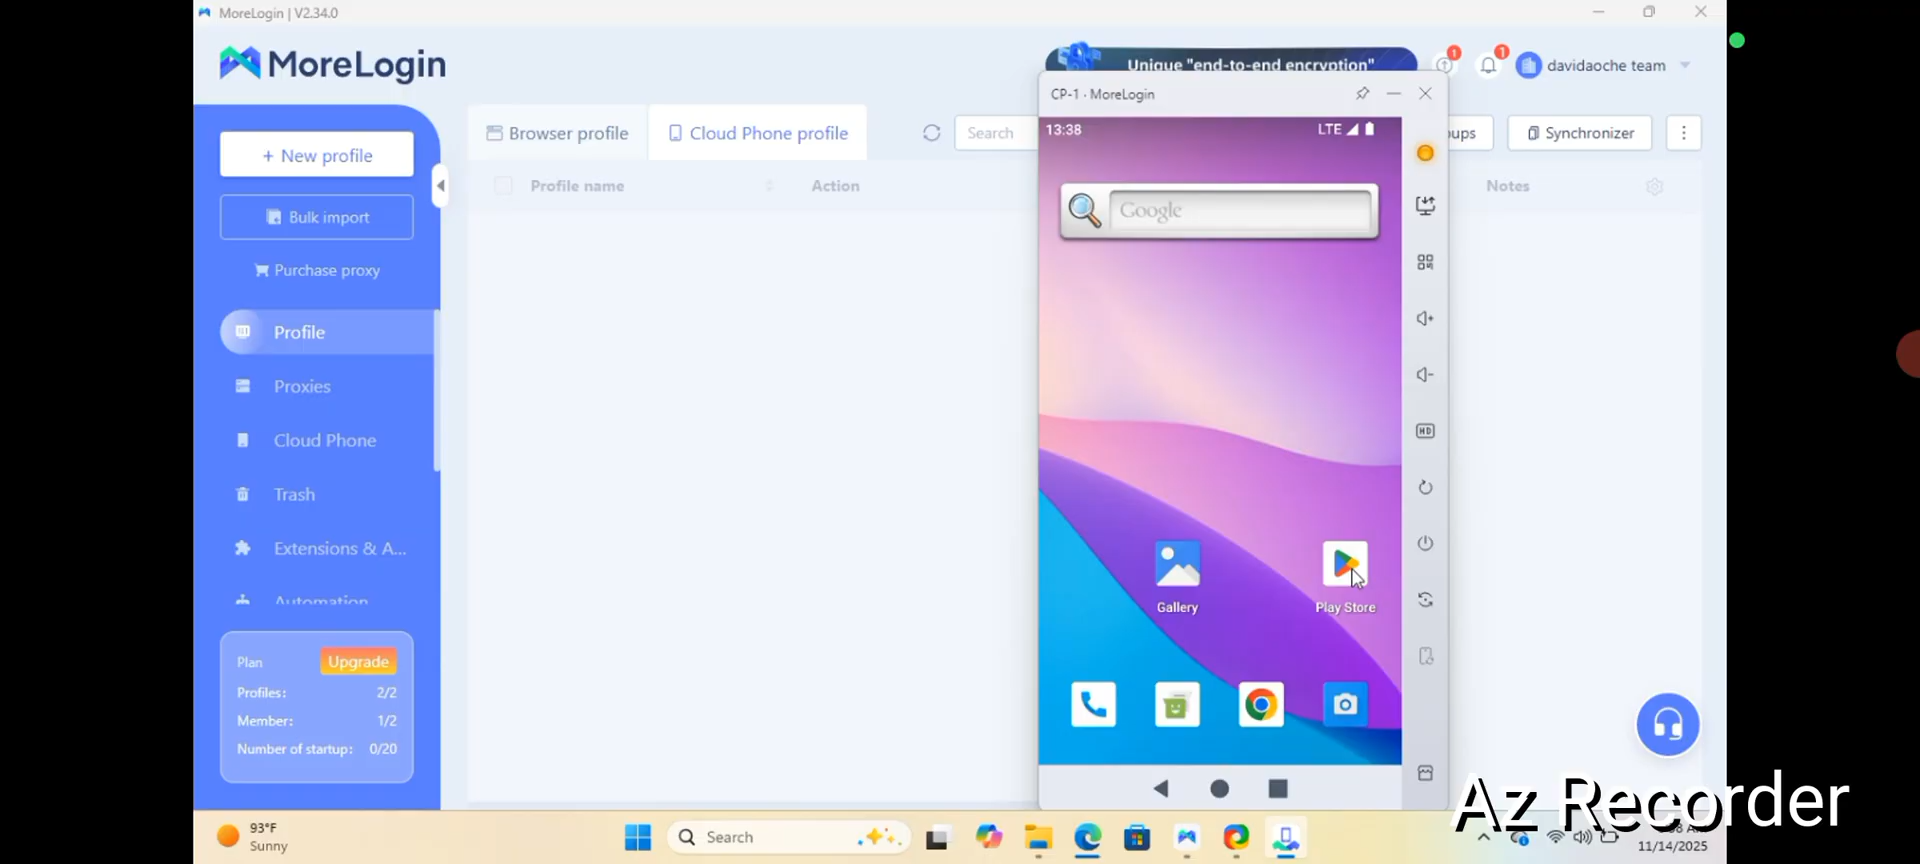 MoreLogin | V2.34.0
MoreLogin
Unique "end-to-end encryption"
1
1
davidaoche team
CP-1 · MoreLogin
+ New profile
Browser profile
Cloud Phone profile
Search
Synchronizer
13:38
LTE
Profile name
Action
Notes
Bulk import
Google
Purchase proxy
Profile
Proxies
HD
Cloud Phone
Trash
Extensions & A...
Automation
Gallery
Play Store
Plan
Upgrade
Profiles: 2/2
Member: 1/2
Number of startup: 0/20
Az Recorder
93°F
Sunny
Search
11/14/2025